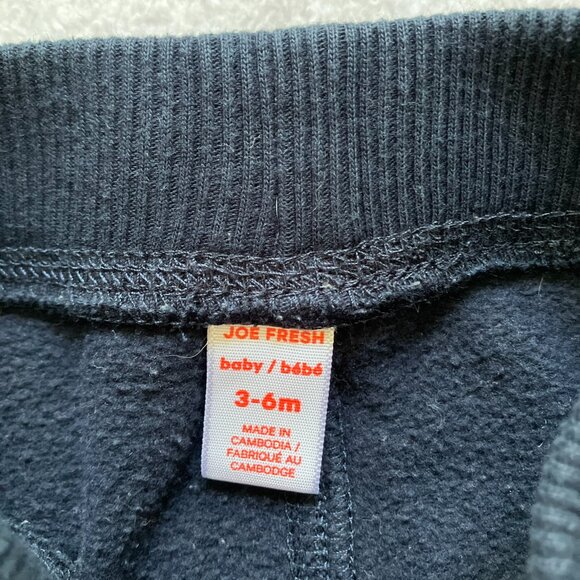 JOE FRESH
baby / bébé
3-6m
MADE IN
CAMBODIA /
FABRIQUÉ AU
CAMBODGE